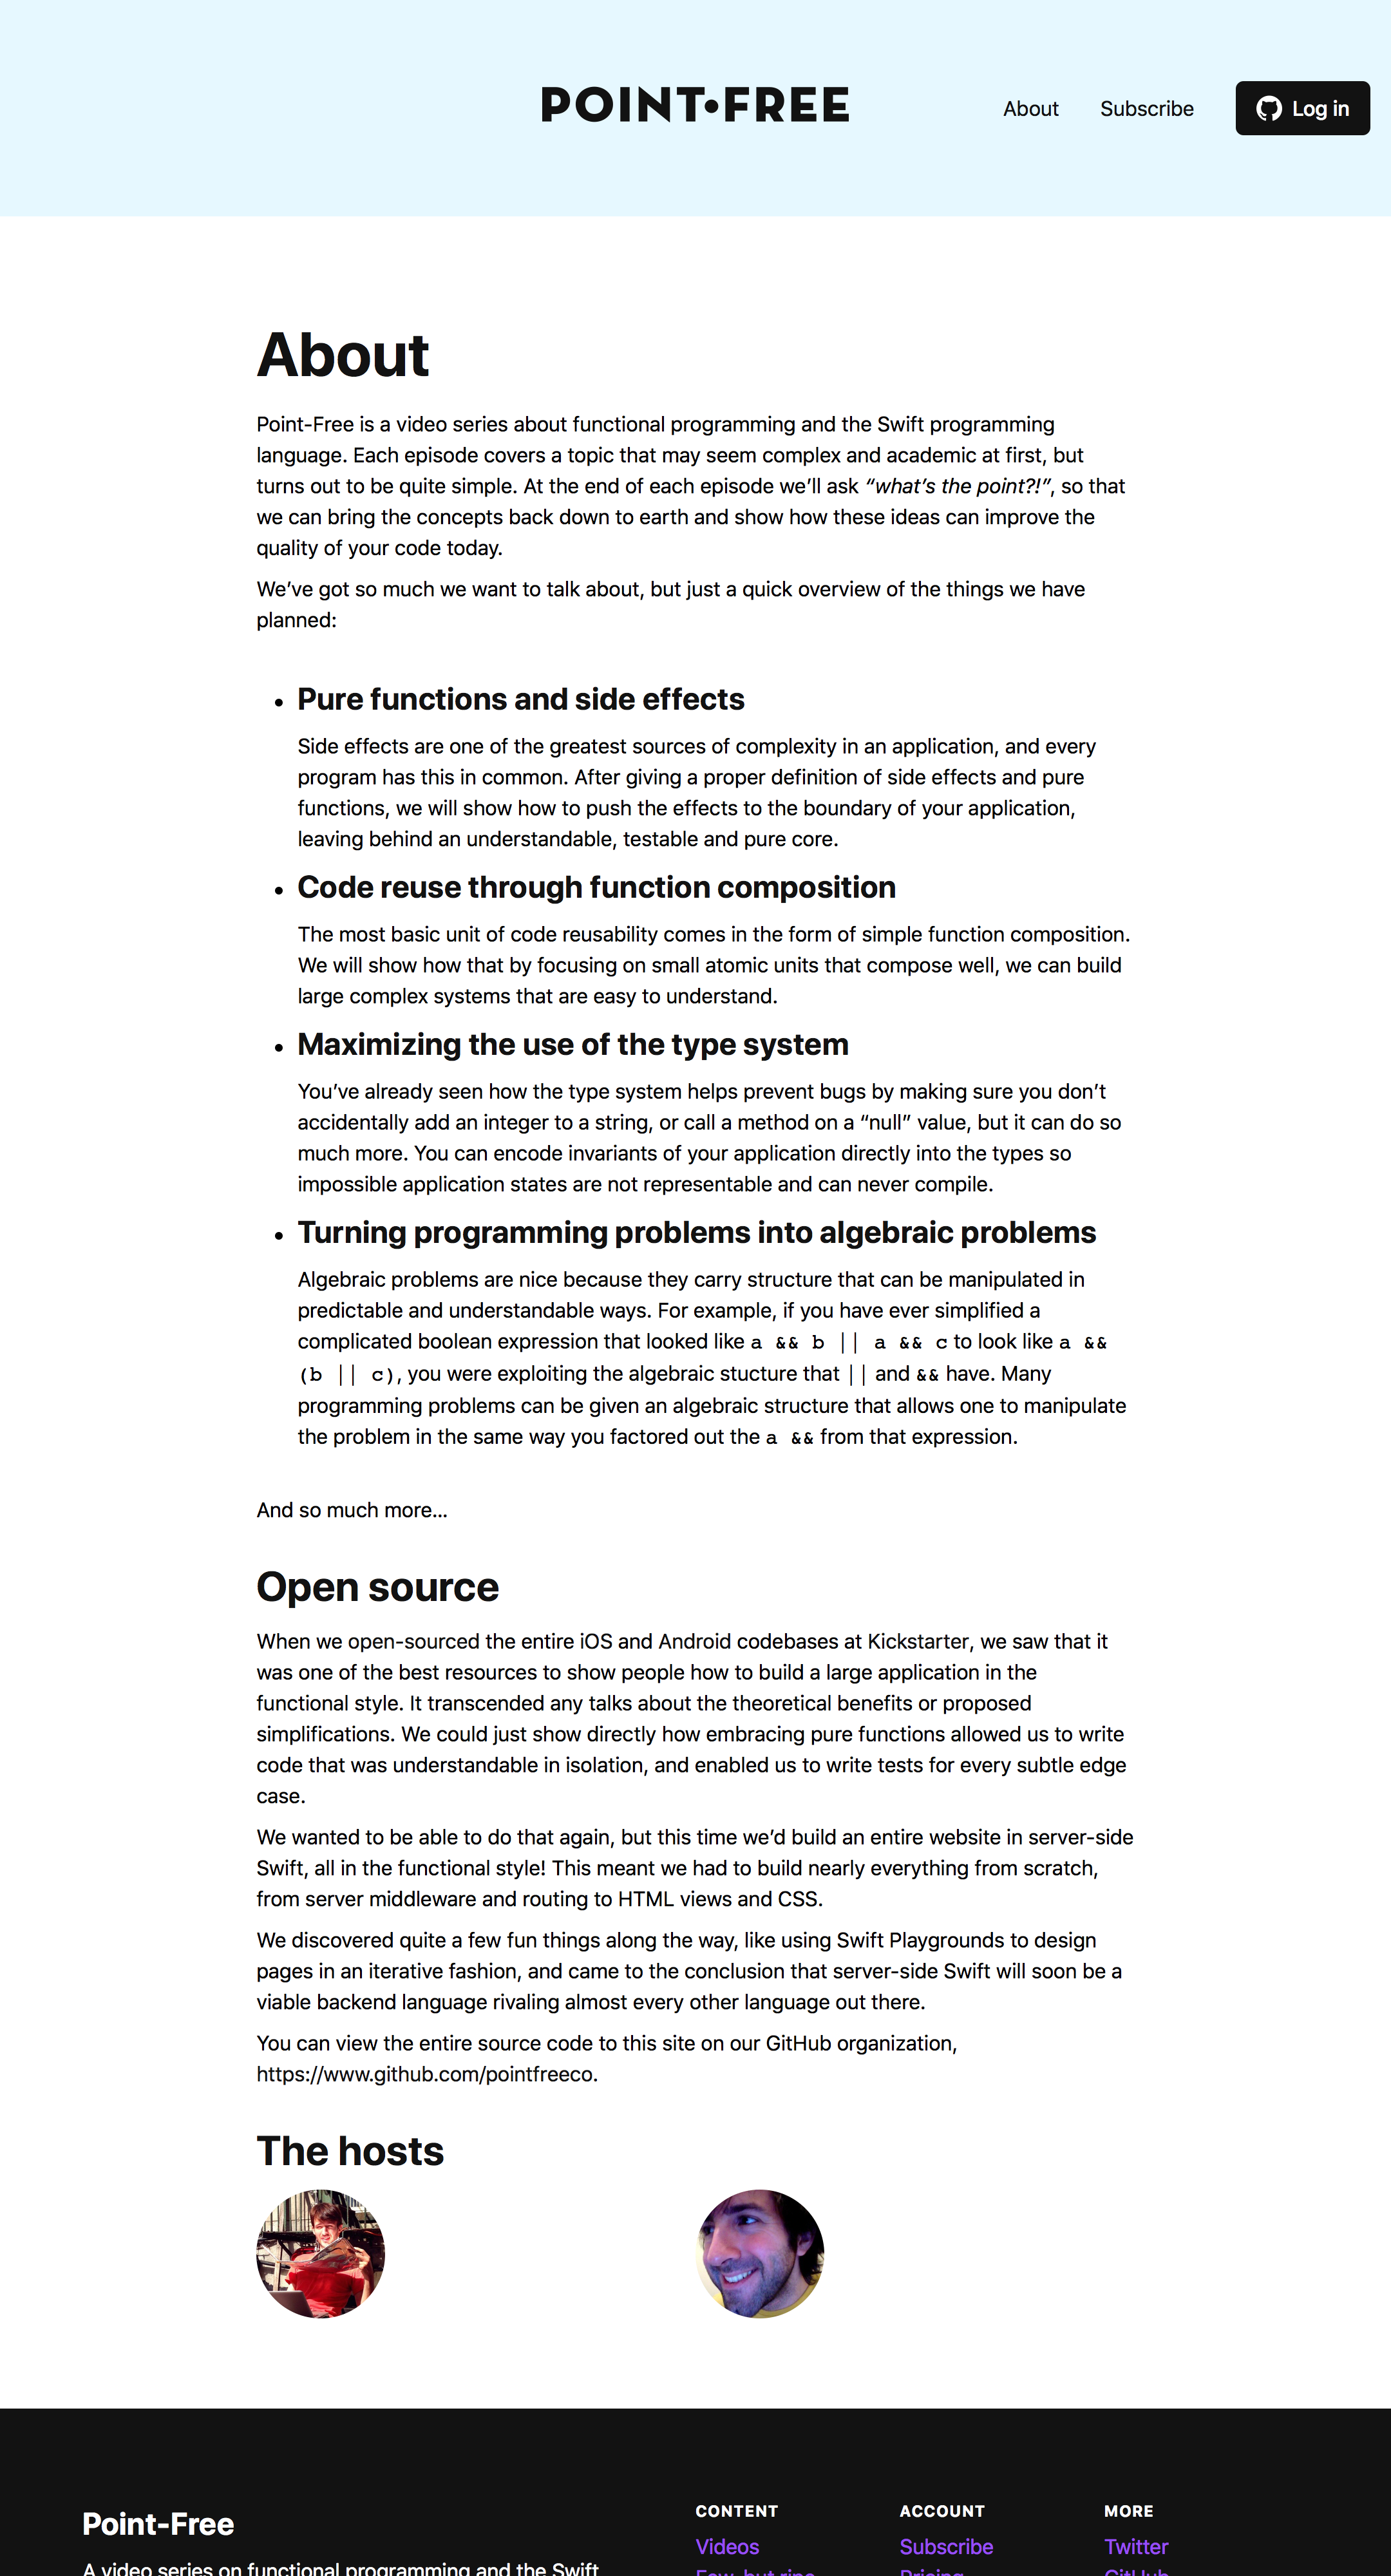 POINT•FREE
About
Subscribe
Log in
About
Point-Free is a video series about functional programming and the Swift programming
language. Each episode covers a topic that may seem complex and academic at first, but
turns out to be quite simple. At the end of each episode we’ll ask “what’s the point?!”, so that
we can bring the concepts back down to earth and show how these ideas can improve the
quality of your code today.
We’ve got so much we want to talk about, but just a quick overview of the things we have
planned:
• Pure functions and side effects
Side effects are one of the greatest sources of complexity in an application, and every
program has this in common. After giving a proper definition of side effects and pure
functions, we will show how to push the effects to the boundary of your application,
leaving behind an understandable, testable and pure core.
• Code reuse through function composition
The most basic unit of code reusability comes in the form of simple function composition.
We will show how that by focusing on small atomic units that compose well, we can build
large complex systems that are easy to understand.
• Maximizing the use of the type system
You’ve already seen how the type system helps prevent bugs by making sure you don’t
accidentally add an integer to a string, or call a method on a “null” value, but it can do so
much more. You can encode invariants of your application directly into the types so
impossible application states are not representable and can never compile.
• Turning programming problems into algebraic problems
Algebraic problems are nice because they carry structure that can be manipulated in
predictable and understandable ways. For example, if you have ever simplified a
complicated boolean expression that looked like a && b || a && c to look like a &&
(b || c), you were exploiting the algebraic stucture that || and && have. Many
programming problems can be given an algebraic structure that allows one to manipulate
the problem in the same way you factored out the a && from that expression.
And so much more…
Open source
When we open-sourced the entire iOS and Android codebases at Kickstarter, we saw that it
was one of the best resources to show people how to build a large application in the
functional style. It transcended any talks about the theoretical benefits or proposed
simplifications. We could just show directly how embracing pure functions allowed us to write
code that was understandable in isolation, and enabled us to write tests for every subtle edge
case.
We wanted to be able to do that again, but this time we’d build an entire website in server-side
Swift, all in the functional style! This meant we had to build nearly everything from scratch,
from server middleware and routing to HTML views and CSS.
We discovered quite a few fun things along the way, like using Swift Playgrounds to design
pages in an iterative fashion, and came to the conclusion that server-side Swift will soon be a
viable backend language rivaling almost every other language out there.
You can view the entire source code to this site on our GitHub organization,
https://www.github.com/pointfreeco.
The hosts
Point-Free
A video series on functional programming and the Swift
CONTENT
Videos
Few, but ripe
ACCOUNT
Subscribe
Pricing
MORE
Twitter
GitHub